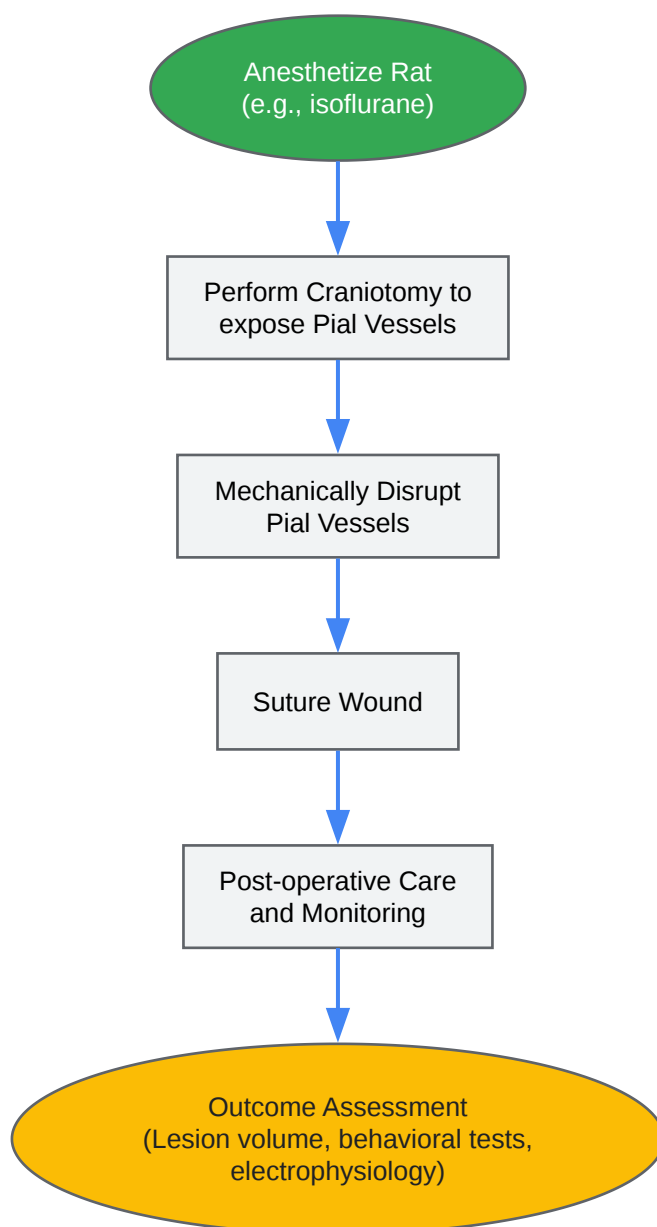 Anesthetize Rat
(e.g., isoflurane)
Perform Craniotomy to
expose Pial Vessels
Mechanically Disrupt
Pial Vessels
Suture Wound
Post-operative Care
and Monitoring
Outcome Assessment
(Lesion volume, behavioral tests,
electrophysiology)